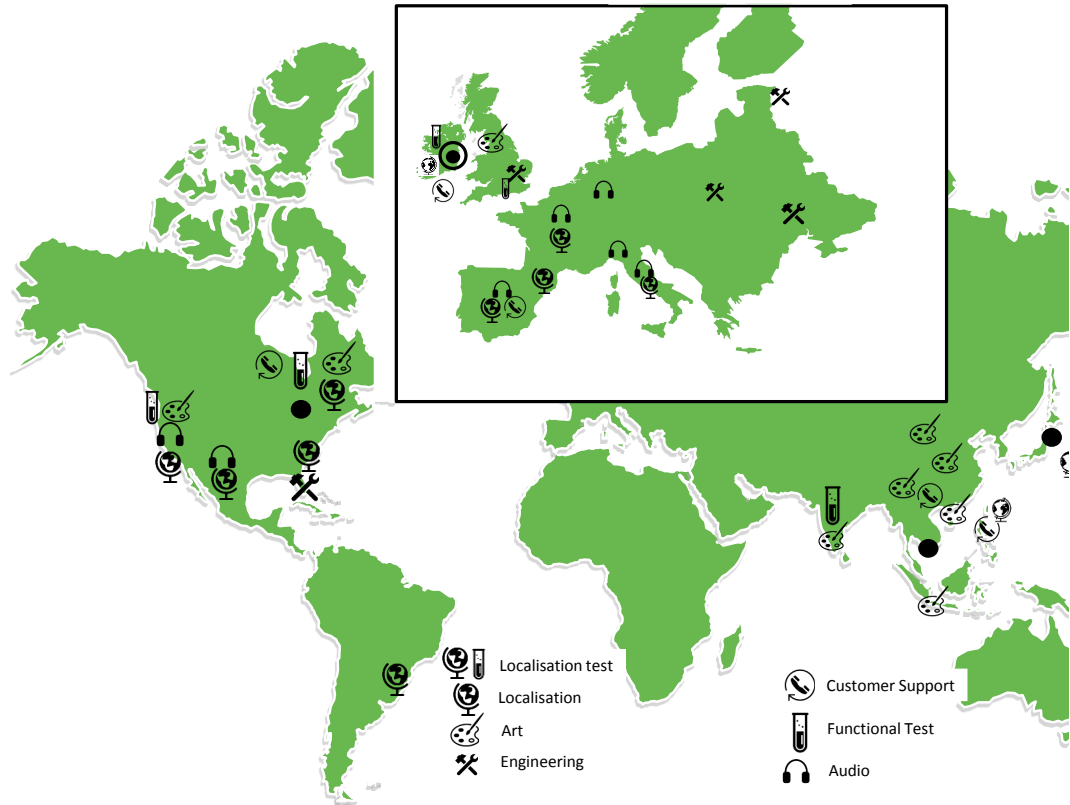 Localisation test
Localisation
Art
Engineering
Customer Support
Functional Test
Audio